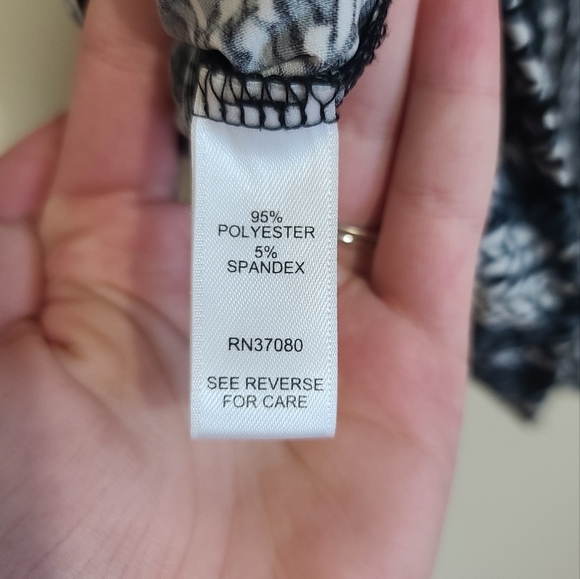 95%
POLYESTER
5%
SPANDEX
RN37080
SEE REVERSE
FOR CARE